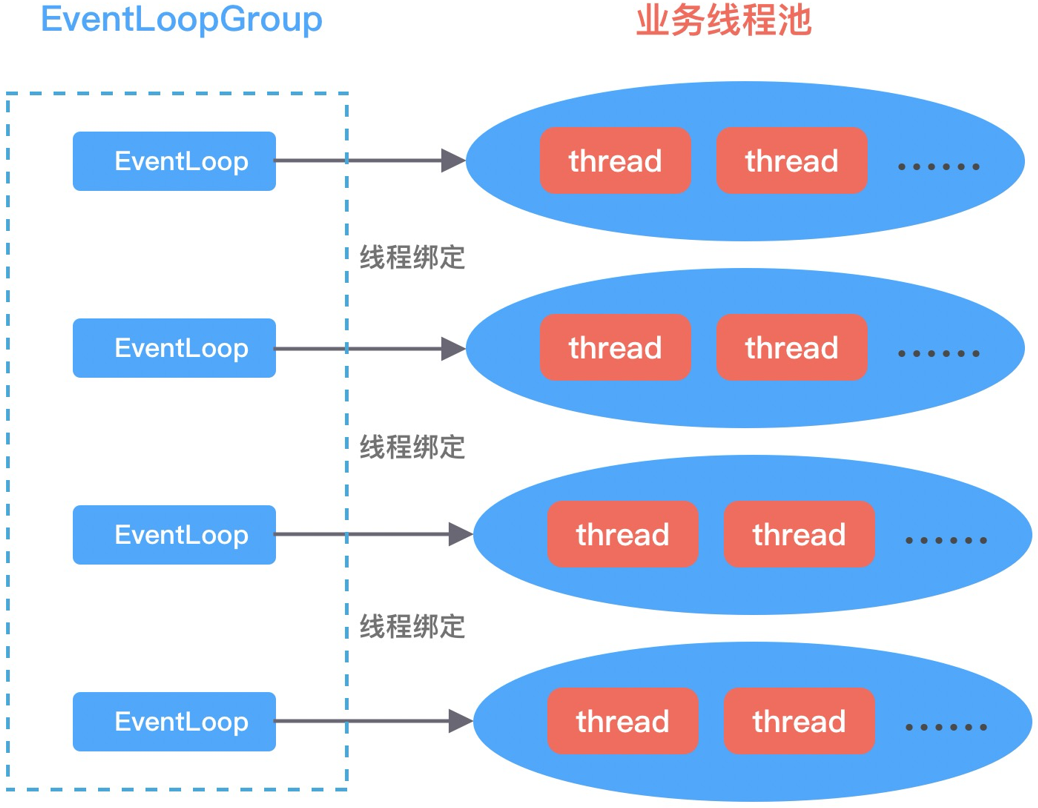 EventLoopGroup 业务线程池
EventLoop thread thread ......
线程绑定
EventLoop thread thread ......
线程绑定
EventLoop thread thread ......
线程绑定
EventLoop thread thread ......